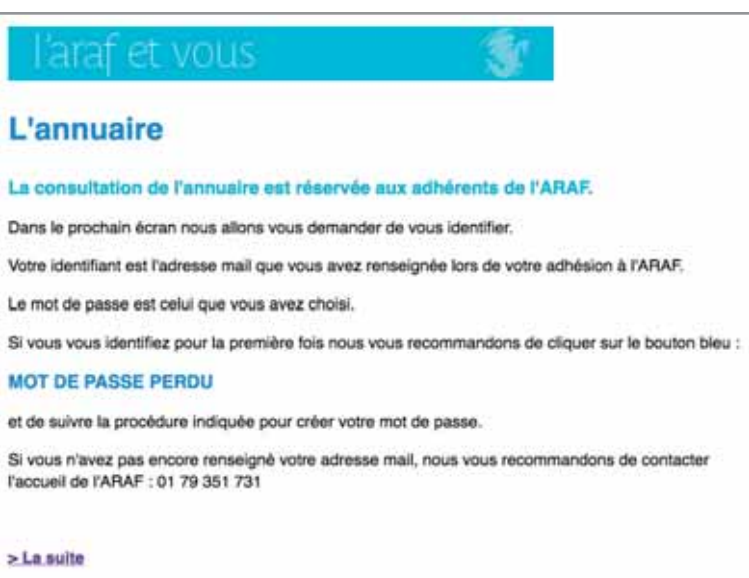 l'araf et vous
L'annuaire
La consultation de l'annuaire est réservée aux adhérents de l'ARAF.
Dans le prochain écran nous allons vous demander de vous identifier.
Votre identifiant est l'adresse mail que vous avez renseignée lors de votre adhésion à l'ARAF.
Le mot de passe est celui que vous avez choisi.
Si vous vous identifiez pour la première fois nous vous recommandons de cliquer sur le bouton bleu :
MOT DE PASSE PERDU
et de suivre la procédure indiquée pour créer votre mot de passe.
Si vous n'avez pas encore renseigné votre adresse mail, nous vous recommandons de contacter
l'accueil de l'ARAF : 01 79 351 731
> La suite